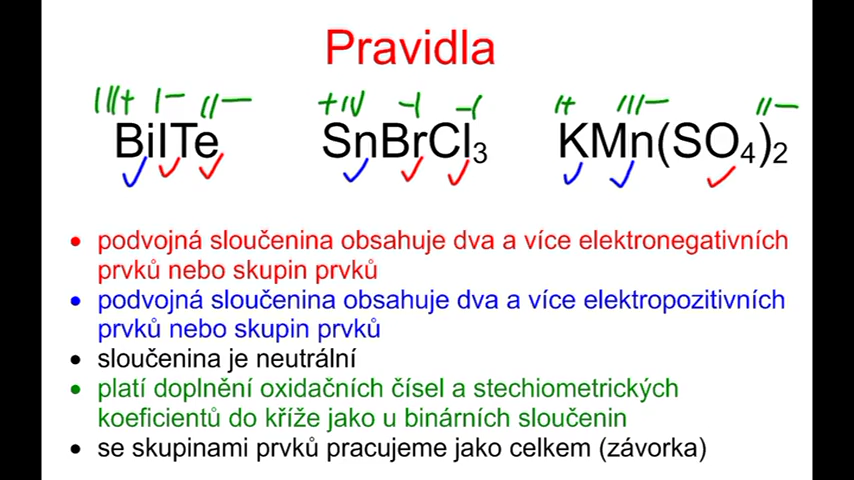 Pravidla
III+ I- II- +IV -I -I I+ III- II-
BiITe SnBrCl₃ KMn(SO₄)₂
• podvojná sloučenina obsahuje dva a více elektronegativních
prvků nebo skupin prvků
• podvojná sloučenina obsahuje dva a více elektropozitivních
prvků nebo skupin prvků
• sloučenina je neutrální
• platí doplnění oxidačních čísel a stechiometrických
koeficientů do kříže jako u binárních sloučenin
• se skupinami prvků pracujeme jako celkem (závorka)